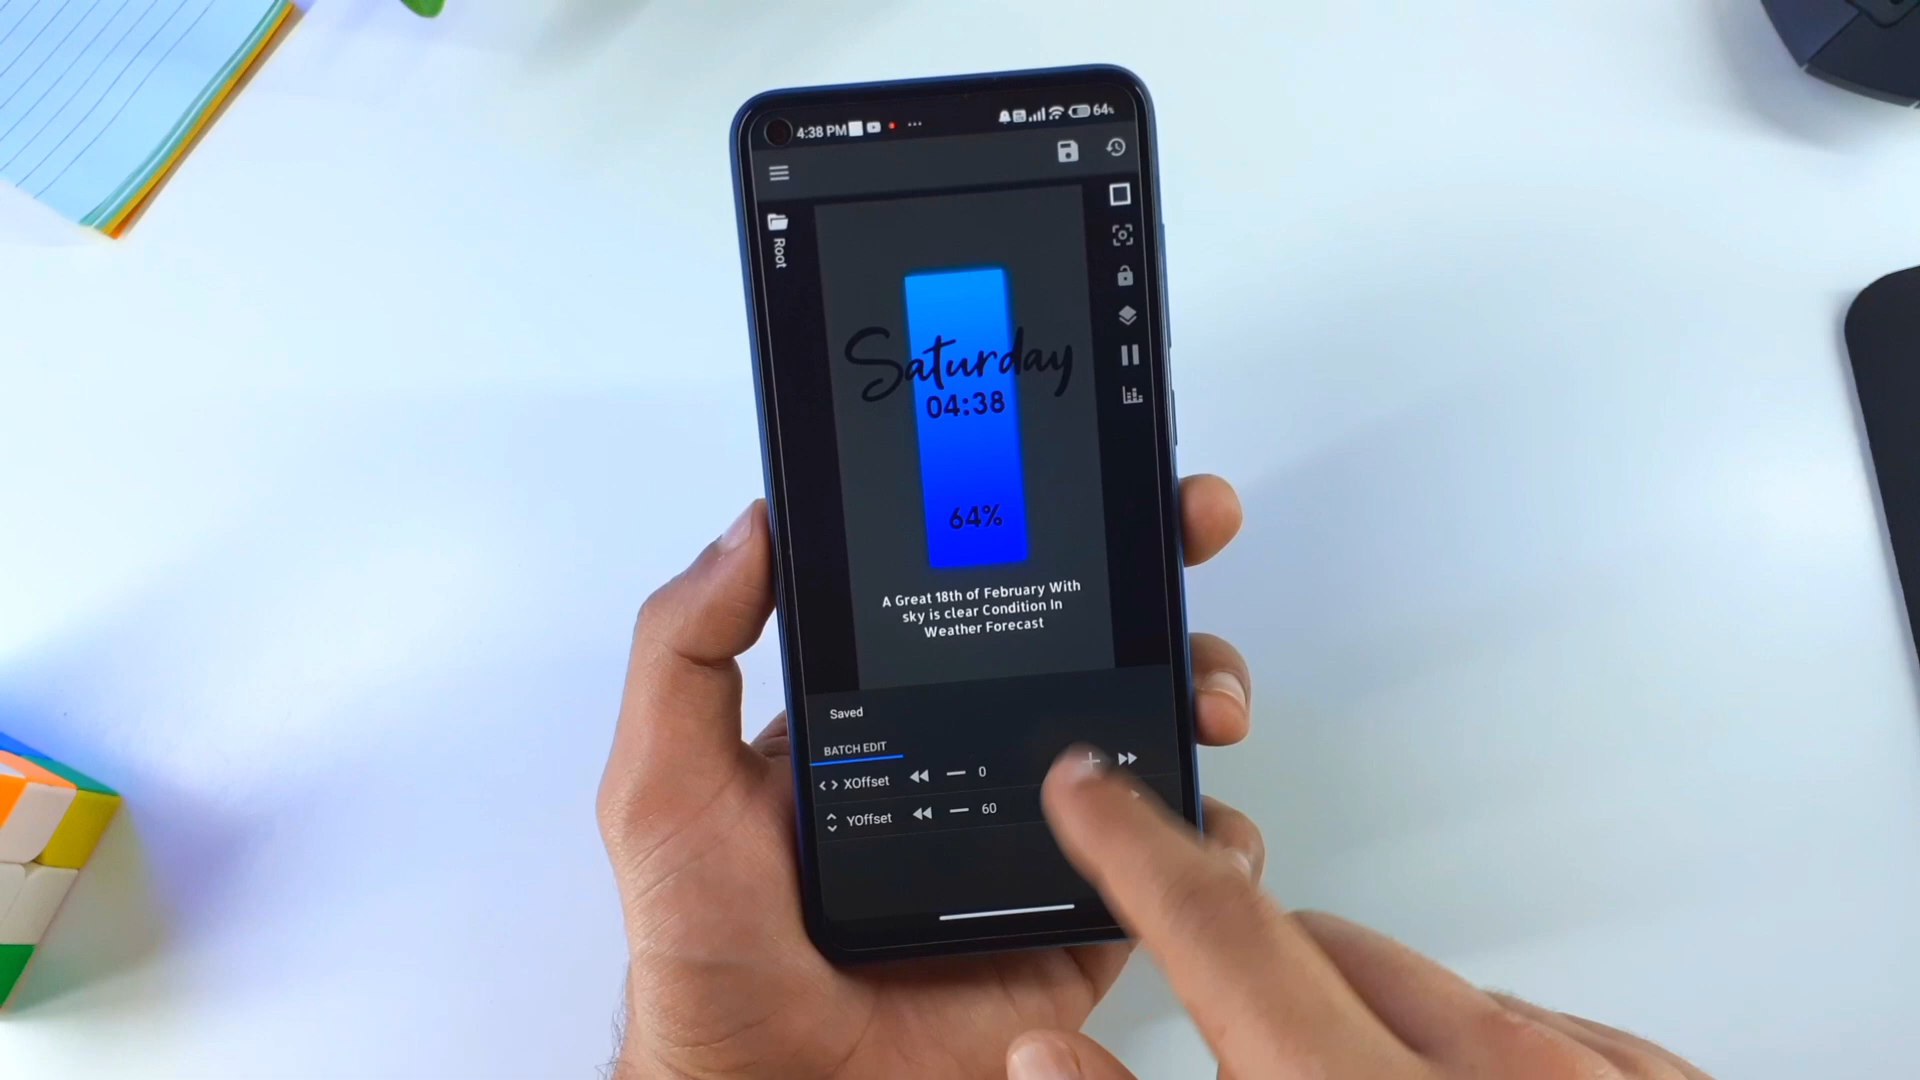 4:38 PM
64%
Root
Saturday
04:38
64%
A Great 18th of February With
sky is clear Condition In
Weather Forecast
Saved
BATCH EDIT
XOffset 0
YOffset 60